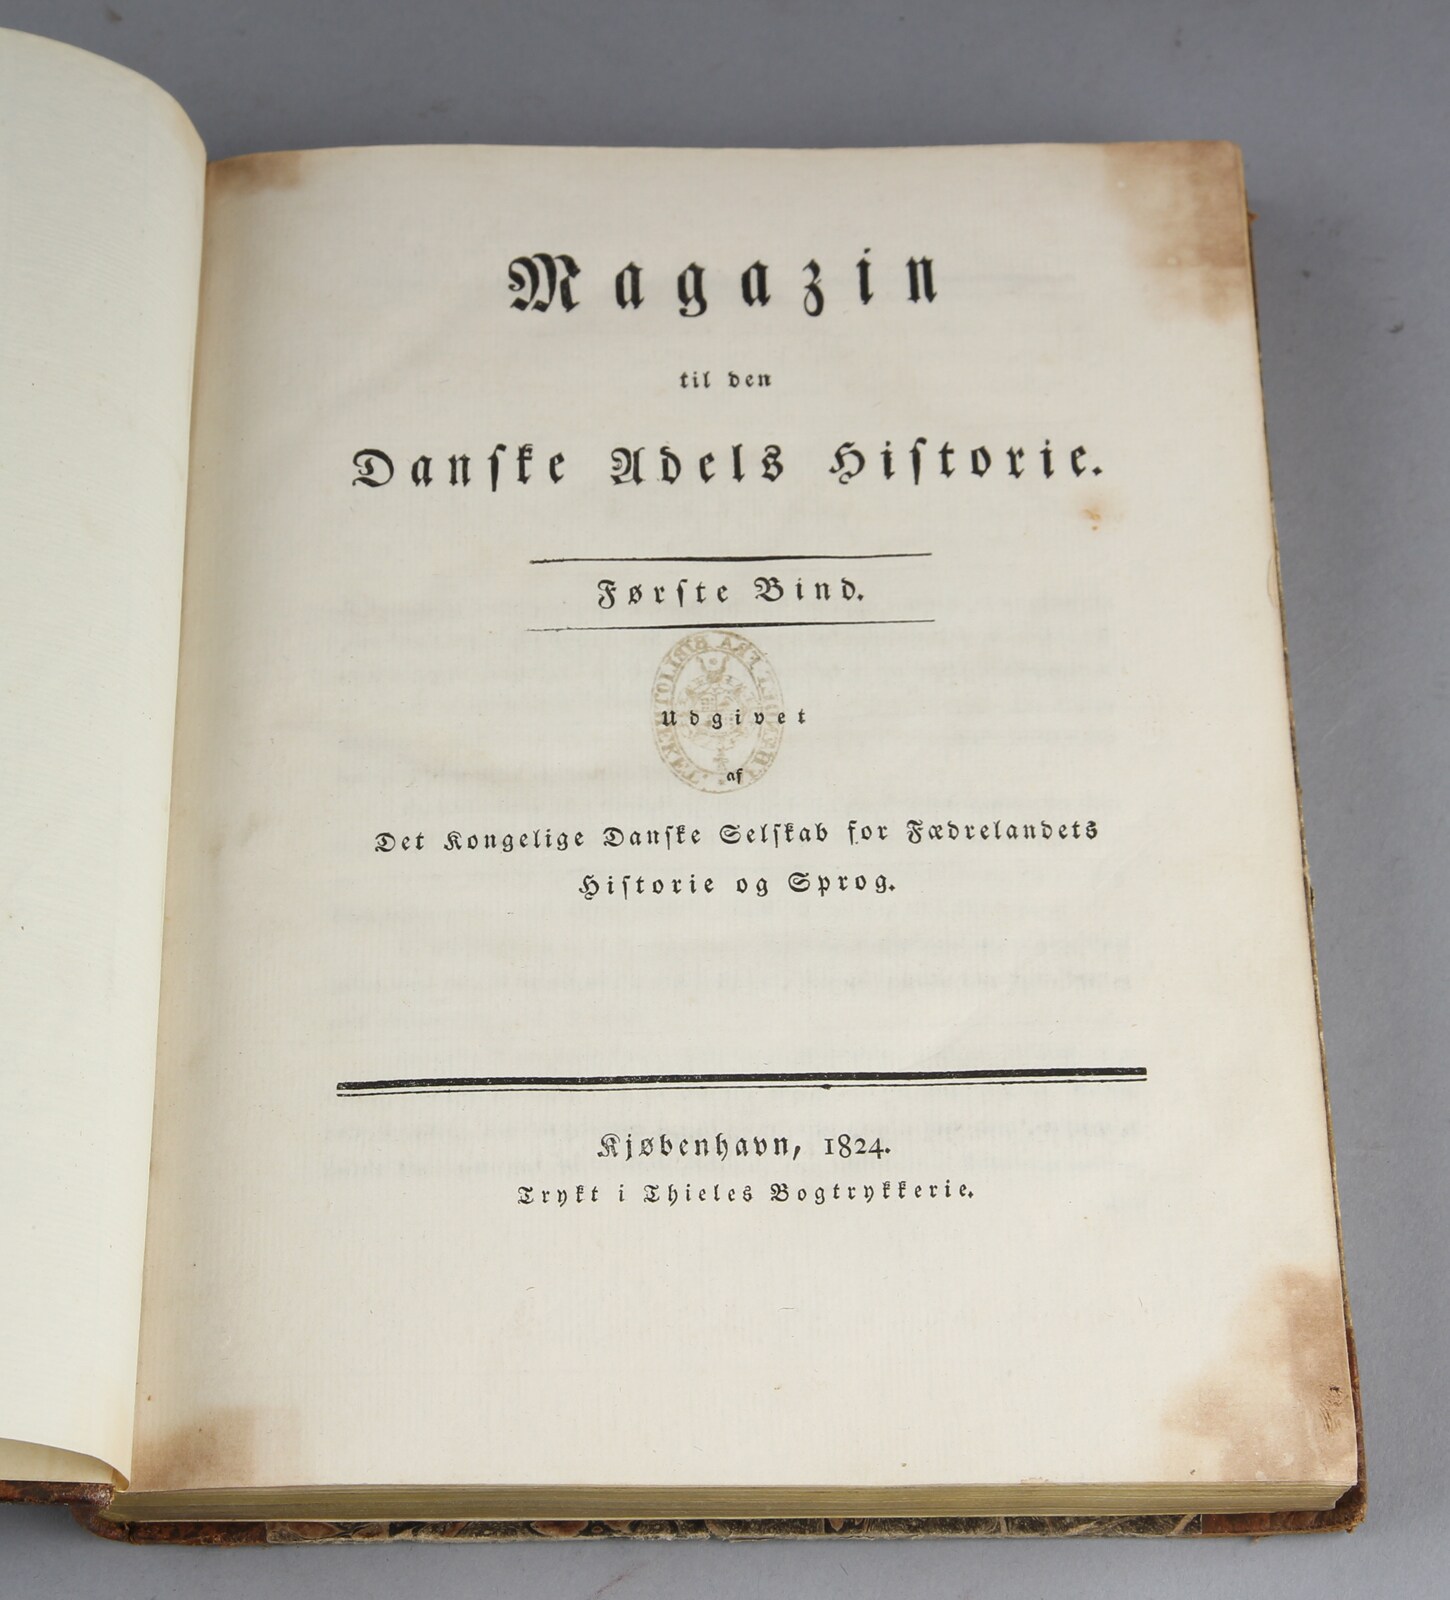 Magazin
til den
Danske Adels Historie.
Første Bind.
Udgivet
af
Det Kongelige Danske Selskab for Fædrelandets
Historie og Sprog.
Kjøbenhavn, 1824.
Trykt i Thieles Bogtrykkerie.